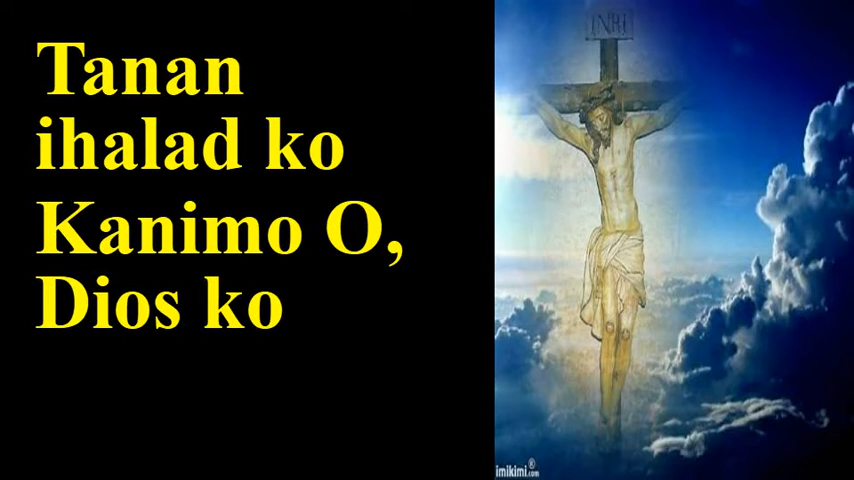 Tanan
ihalad ko
Kanimo O,
Dios ko
INRI
imikimi.com